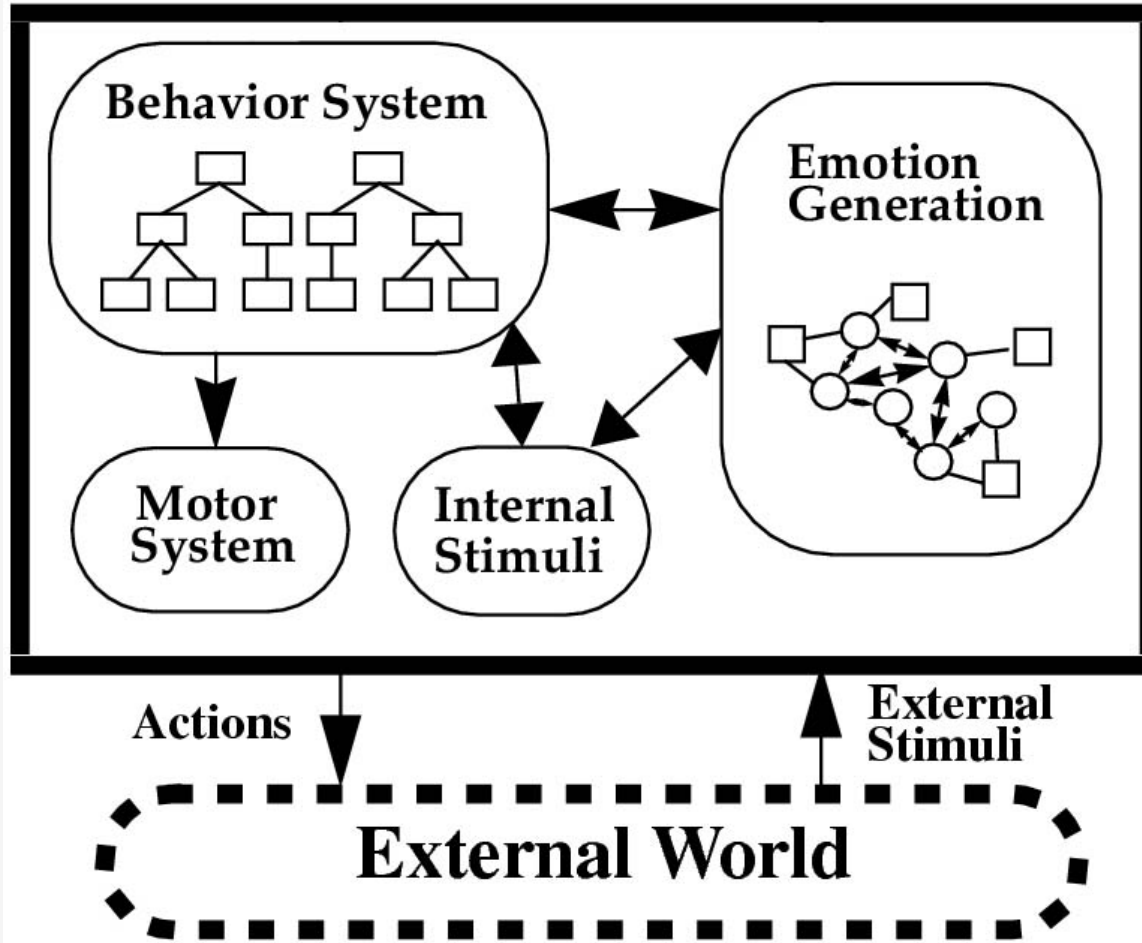 Behavior System
Emotion
Generation
Motor
System
Internal
Stimuli
Actions
External
Stimuli
External World